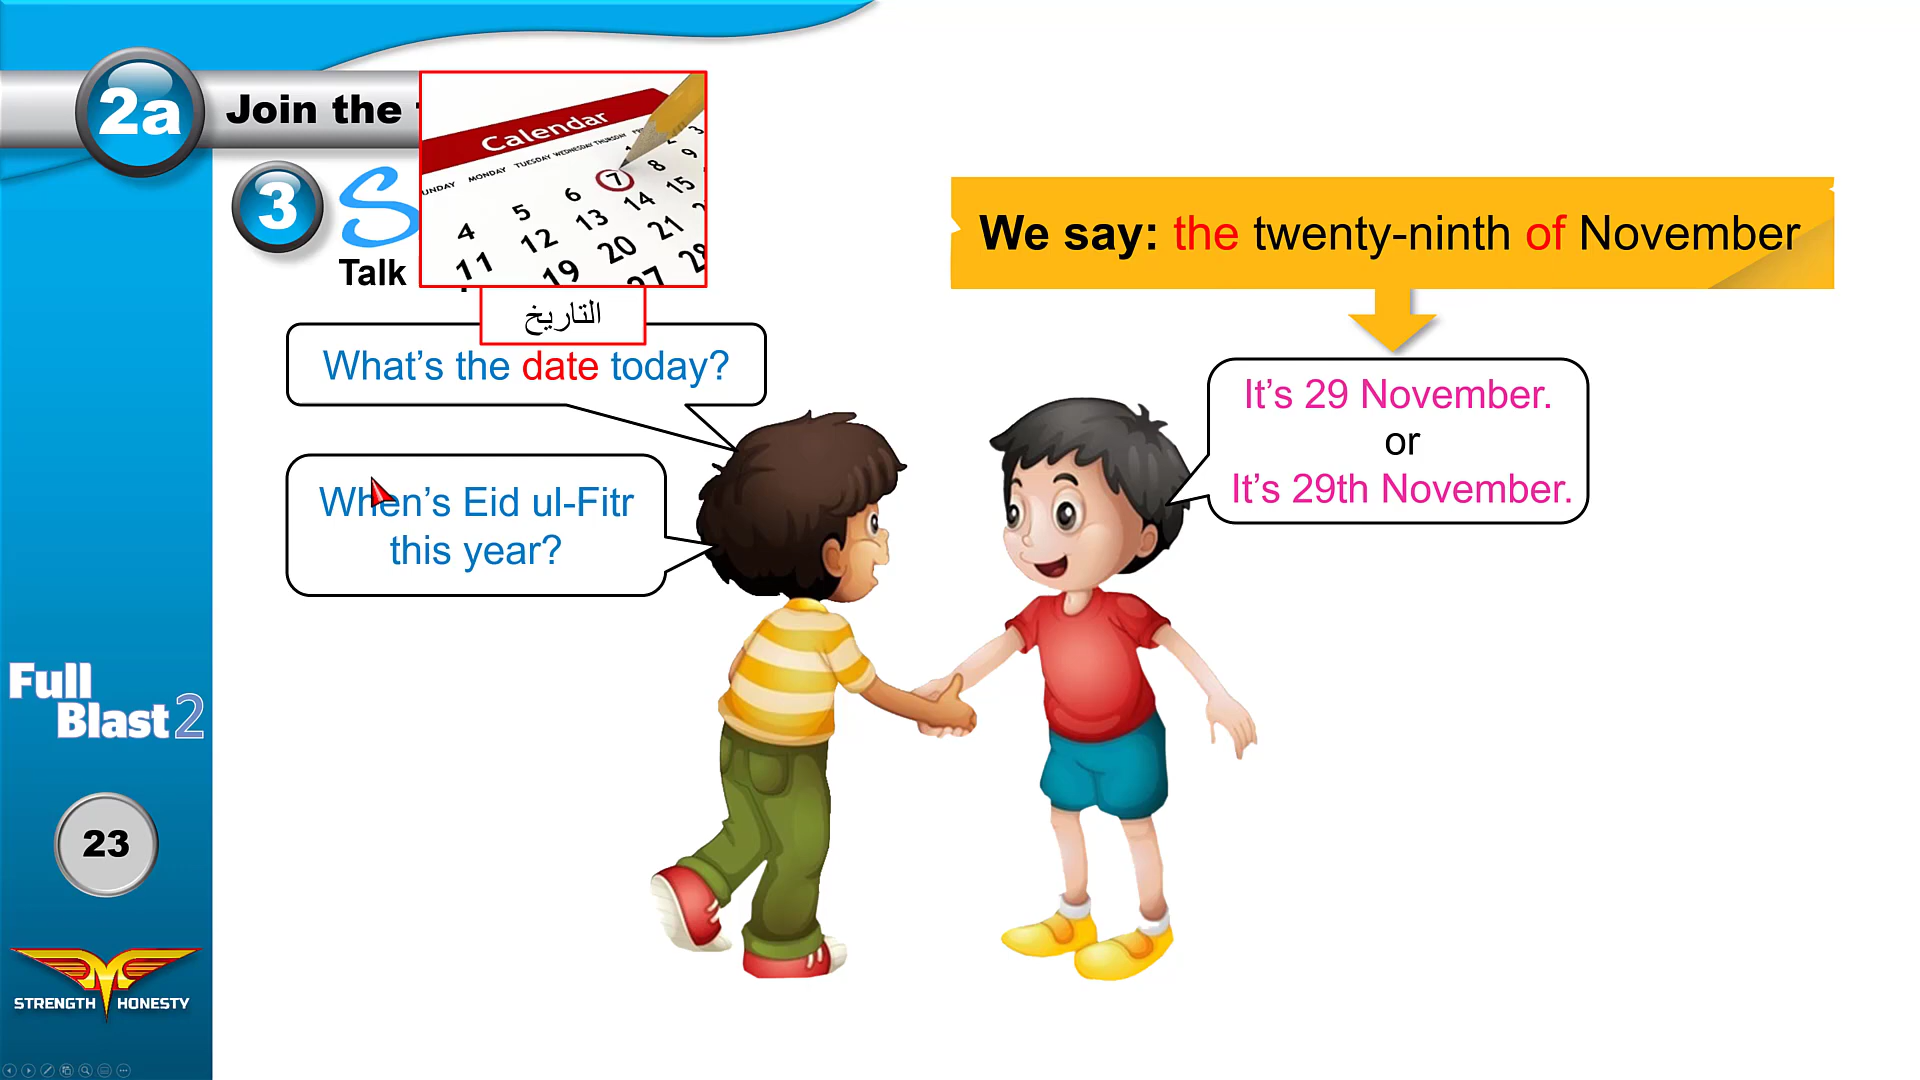 2a
Join the
3
S
Talk
Calendar
SUNDAY MONDAY TUESDAY WEDNESDAY THURSDAY
3
4 5 6 7 8 9
11 12 13 14 15
19 20 21
27 28
التاريخ
What's the date today?
When's Eid ul-Fitr
this year?
We say: the twenty-ninth of November
It's 29 November.
or
It's 29th November.
Full
Blast 2
23
STRENGTH HONESTY